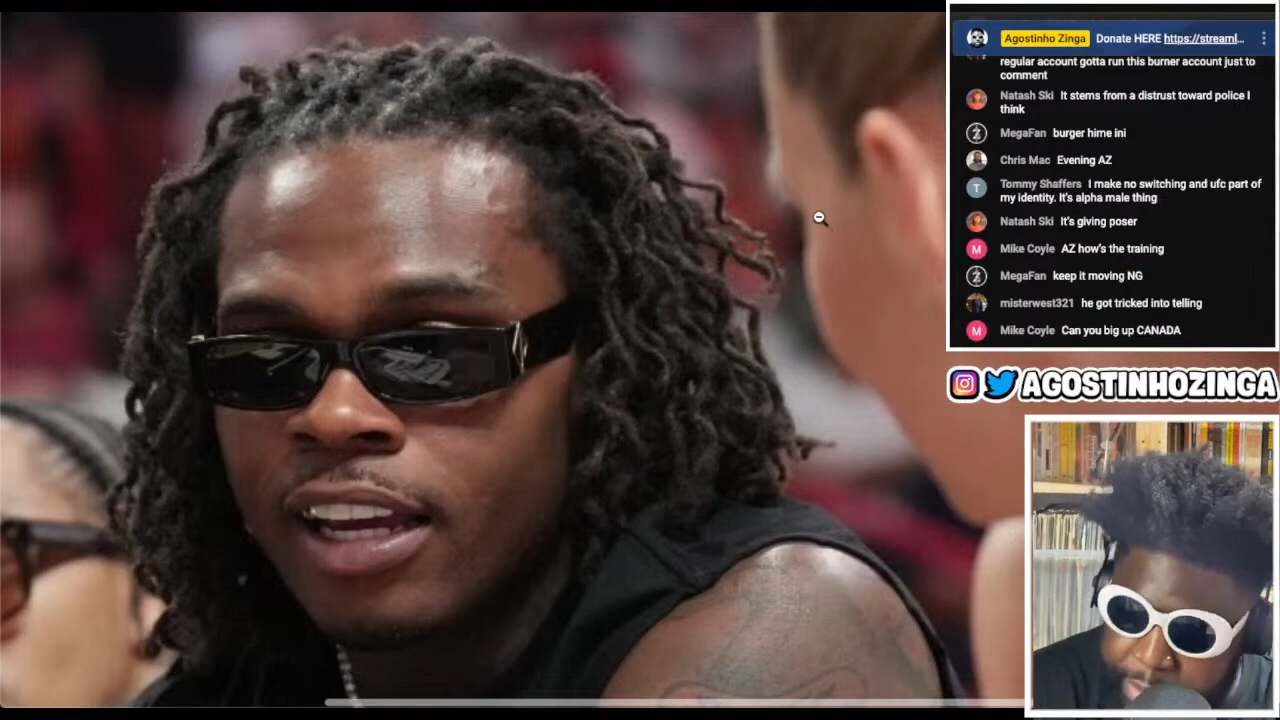 Agostinho Zinga Donate HERE https://streaml...
regular account gotta run this burner account just to
comment
Natash Ski It stems from a distrust toward police I
think
MegaFan burger hime ini
Chris Mac Evening AZ
Tommy Shaffers I make no switching and ufc part of
my identity. It's alpha male thing
Natash Ski It's giving poser
Mike Coyle AZ how's the training
MegaFan keep it moving NG
misterwest321 he got tricked into telling
Mike Coyle Can you big up CANADA
AGOSTINHOZINGA